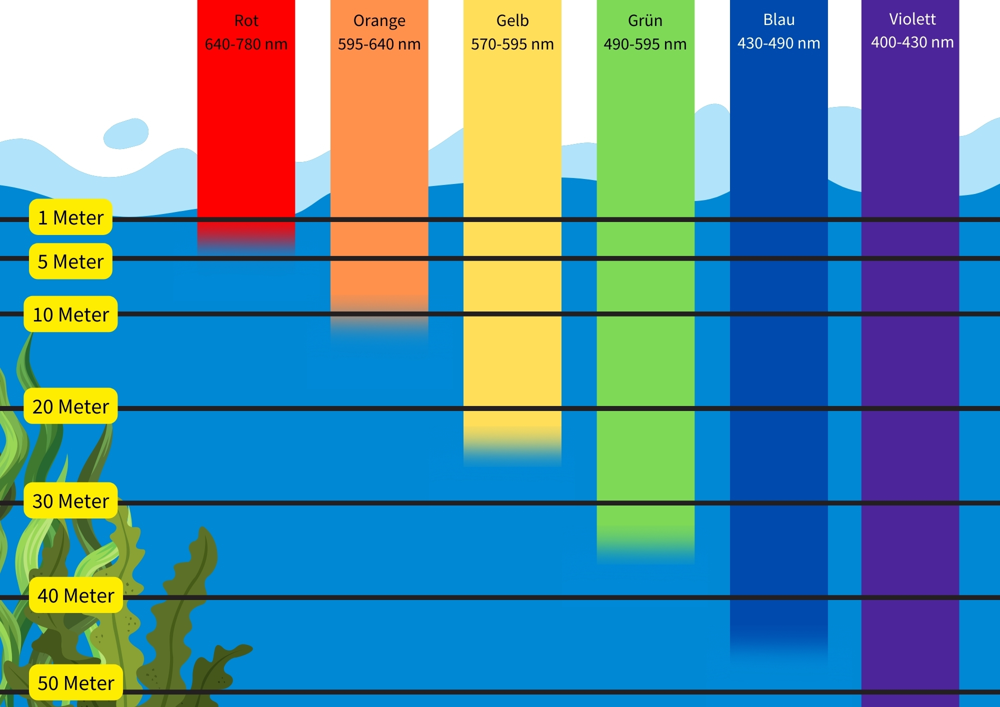 Rot
640-780 nm
Orange
595-640 nm
Gelb
570-595 nm
Grün
490-595 nm
Blau
430-490 nm
Violett
400-430 nm
1 Meter
5 Meter
10 Meter
20 Meter
30 Meter
40 Meter
50 Meter